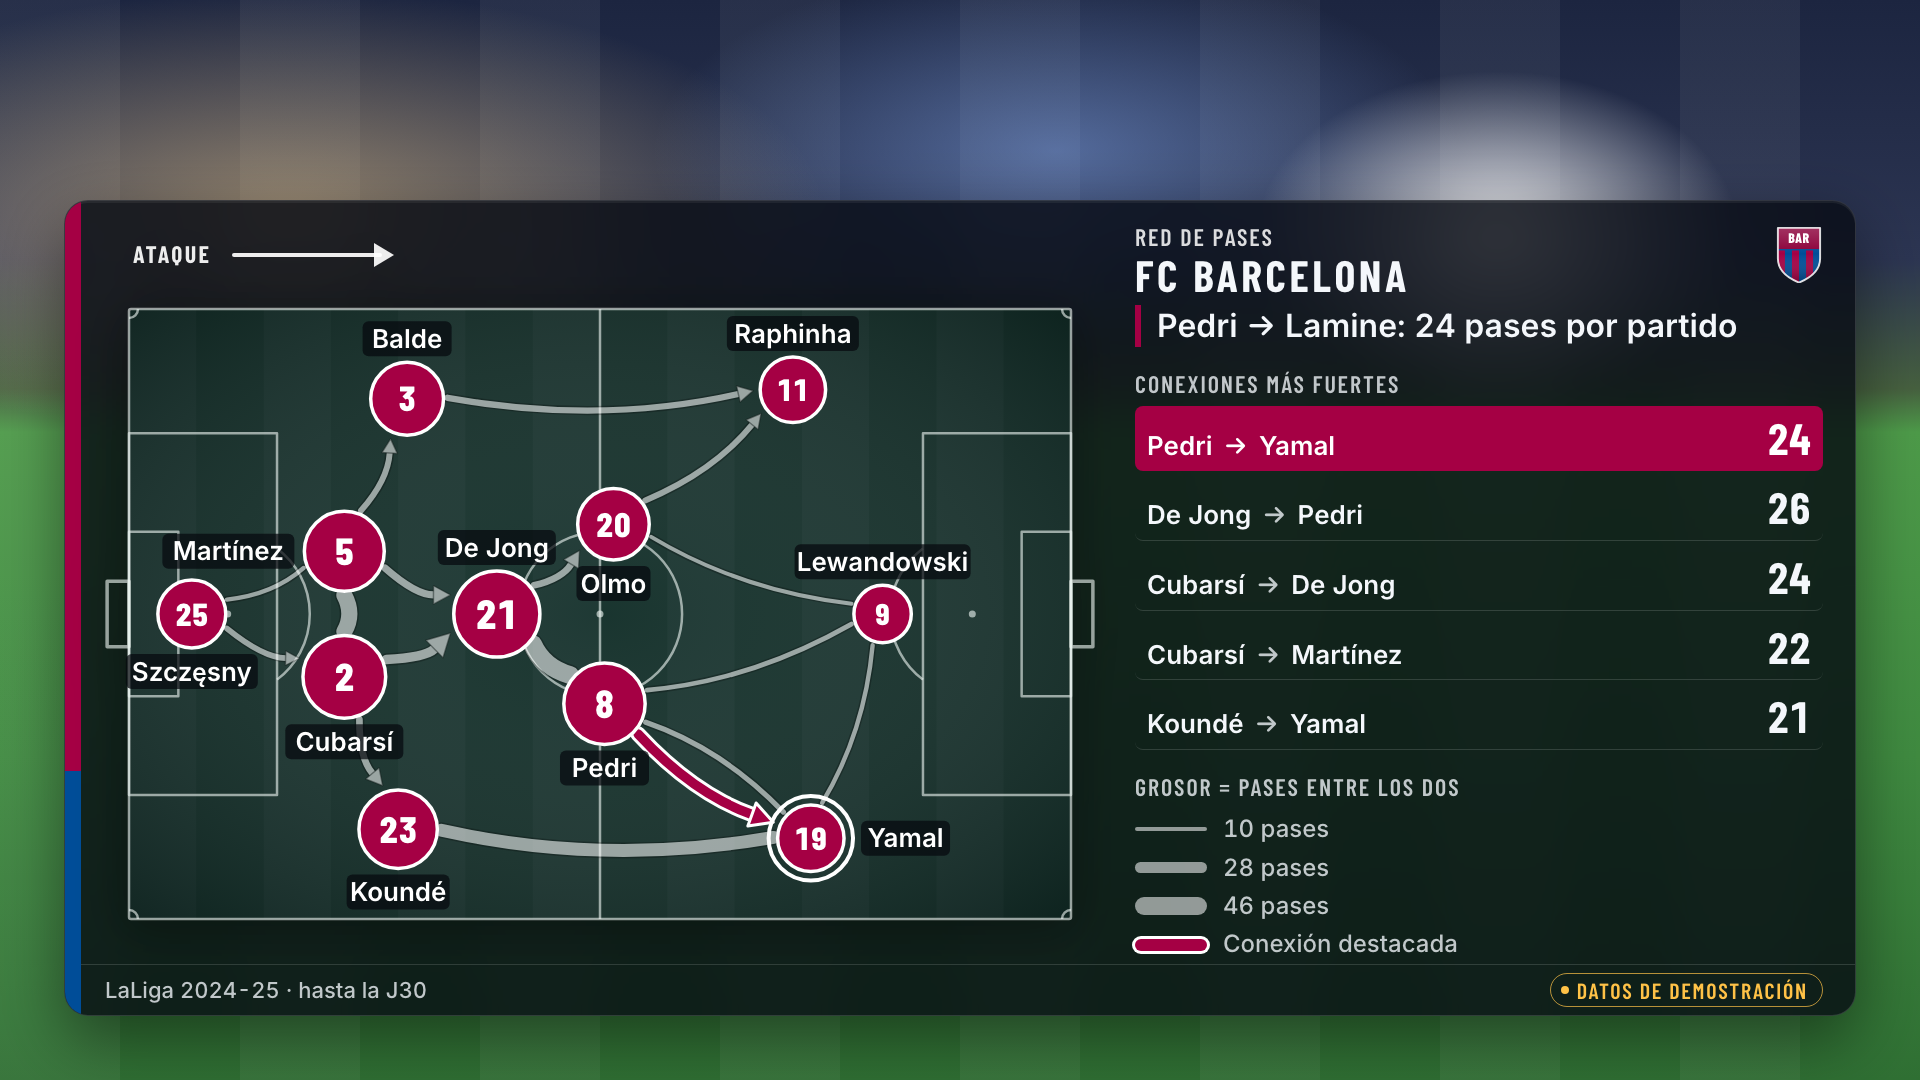 ATAQUE
RED DE PASES
FC BARCELONA
BAR
Pedri → Lamine: 24 pases por partido
Balde
3
Raphinha
11
Martínez
5
De Jong
20
Olmo
Lewandowski
25
21
9
Szczęsny
2
8
Cubarsí
Pedri
23
19
Yamal
Koundé
CONEXIONES MÁS FUERTES
Pedri → Yamal 24
De Jong → Pedri 26
Cubarsí → De Jong 24
Cubarsí → Martínez 22
Koundé → Yamal 21
GROSOR = PASES ENTRE LOS DOS
10 pases
28 pases
46 pases
Conexión destacada
LaLiga 2024-25 · hasta la J30
DATOS DE DEMOSTRACIÓN